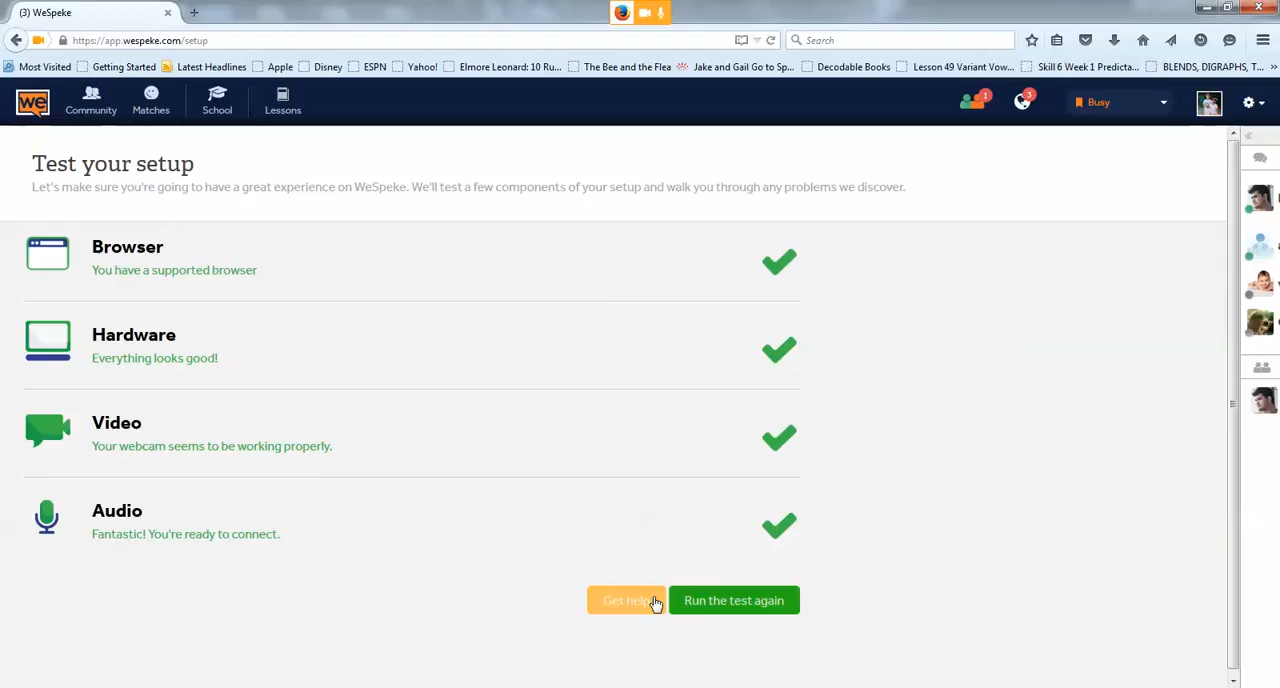 (3) WeSpeke
https://app.wespeke.com/setup
Search
Most Visited Getting Started Latest Headlines Apple Disney ESPN Yahoo! Elmore Leonard: 10 Ru... The Bee and the Flea Jake and Gail Go to Sp... Decodable Books Lesson 49 Variant Vow... Skill 6 Week 1 Predicta... BLENDS, DIGRAPHS, T...
we Community Matches School Lessons 1 3 Busy
Test your setup
Let's make sure you're going to have a great experience on WeSpeke. We'll test a few components of your setup and walk you through any problems we discover.
Browser
You have a supported browser
Hardware
Everything looks good!
Video
Your webcam seems to be working properly.
Audio
Fantastic! You're ready to connect.
Get help Run the test again